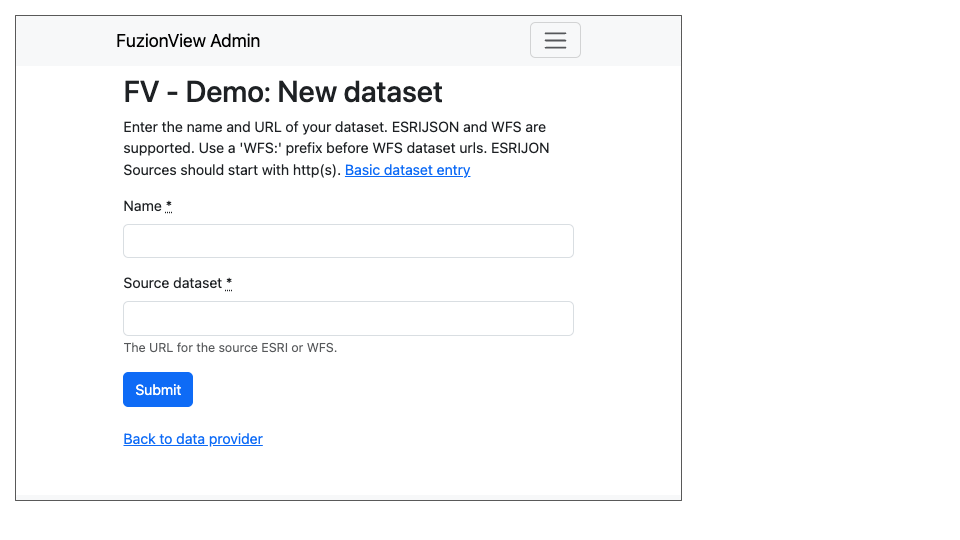 FuzionView Admin
FV - Demo: New dataset
Enter the name and URL of your dataset. ESRIJSON and WFS are
supported. Use a 'WFS:' prefix before WFS dataset urls. ESRIJON
Sources should start with http(s). Basic dataset entry
Name *
Source dataset *
The URL for the source ESRI or WFS.
Submit
Back to data provider